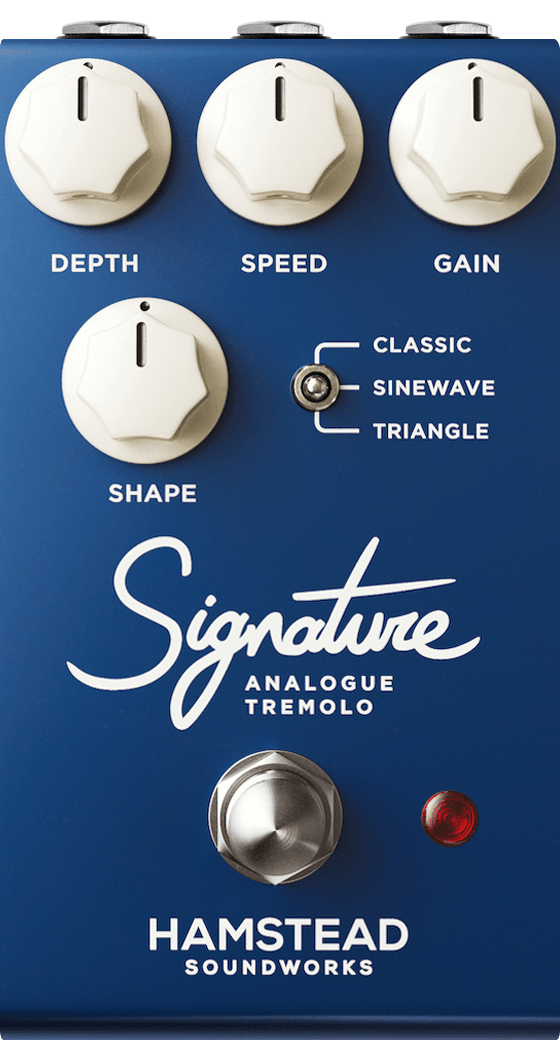 DEPTH SPEED GAIN
CLASSIC
SINEWAVE
TRIANGLE
SHAPE
Signature
ANALOGUE
TREMOLO
HAMSTEAD
SOUNDWORKS